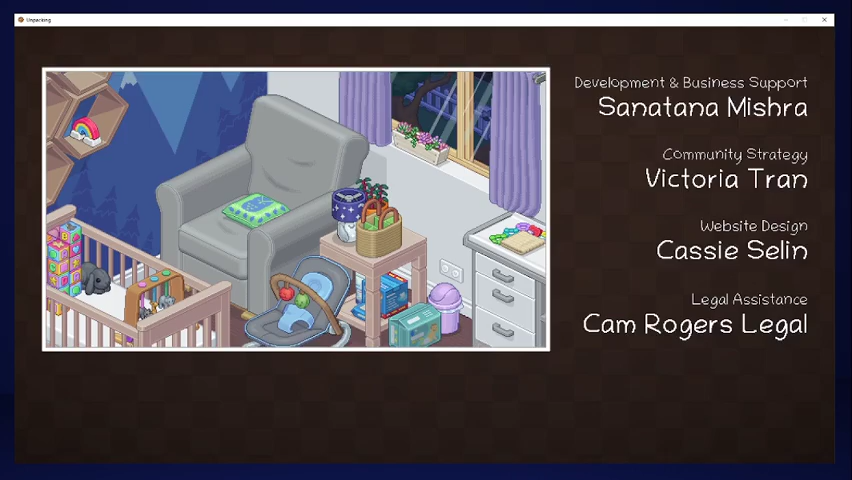 Unpacking
Development & Business Support
Sanatana Mishra
Community Strategy
Victoria Tran
Website Design
Cassie Selin
Legal Assistance
Cam Rogers Legal